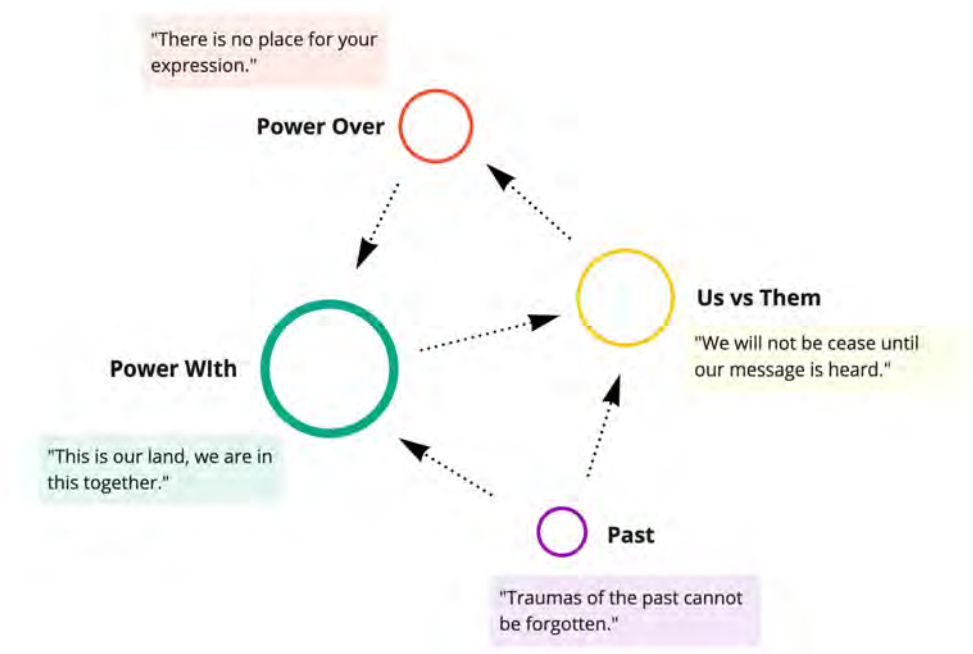 "There is no place for your
expression."
Power Over
Us vs Them
"We will not be cease until
our message is heard."
Power WIth
"This is our land, we are in
this together."
Past
"Traumas of the past cannot
be forgotten."